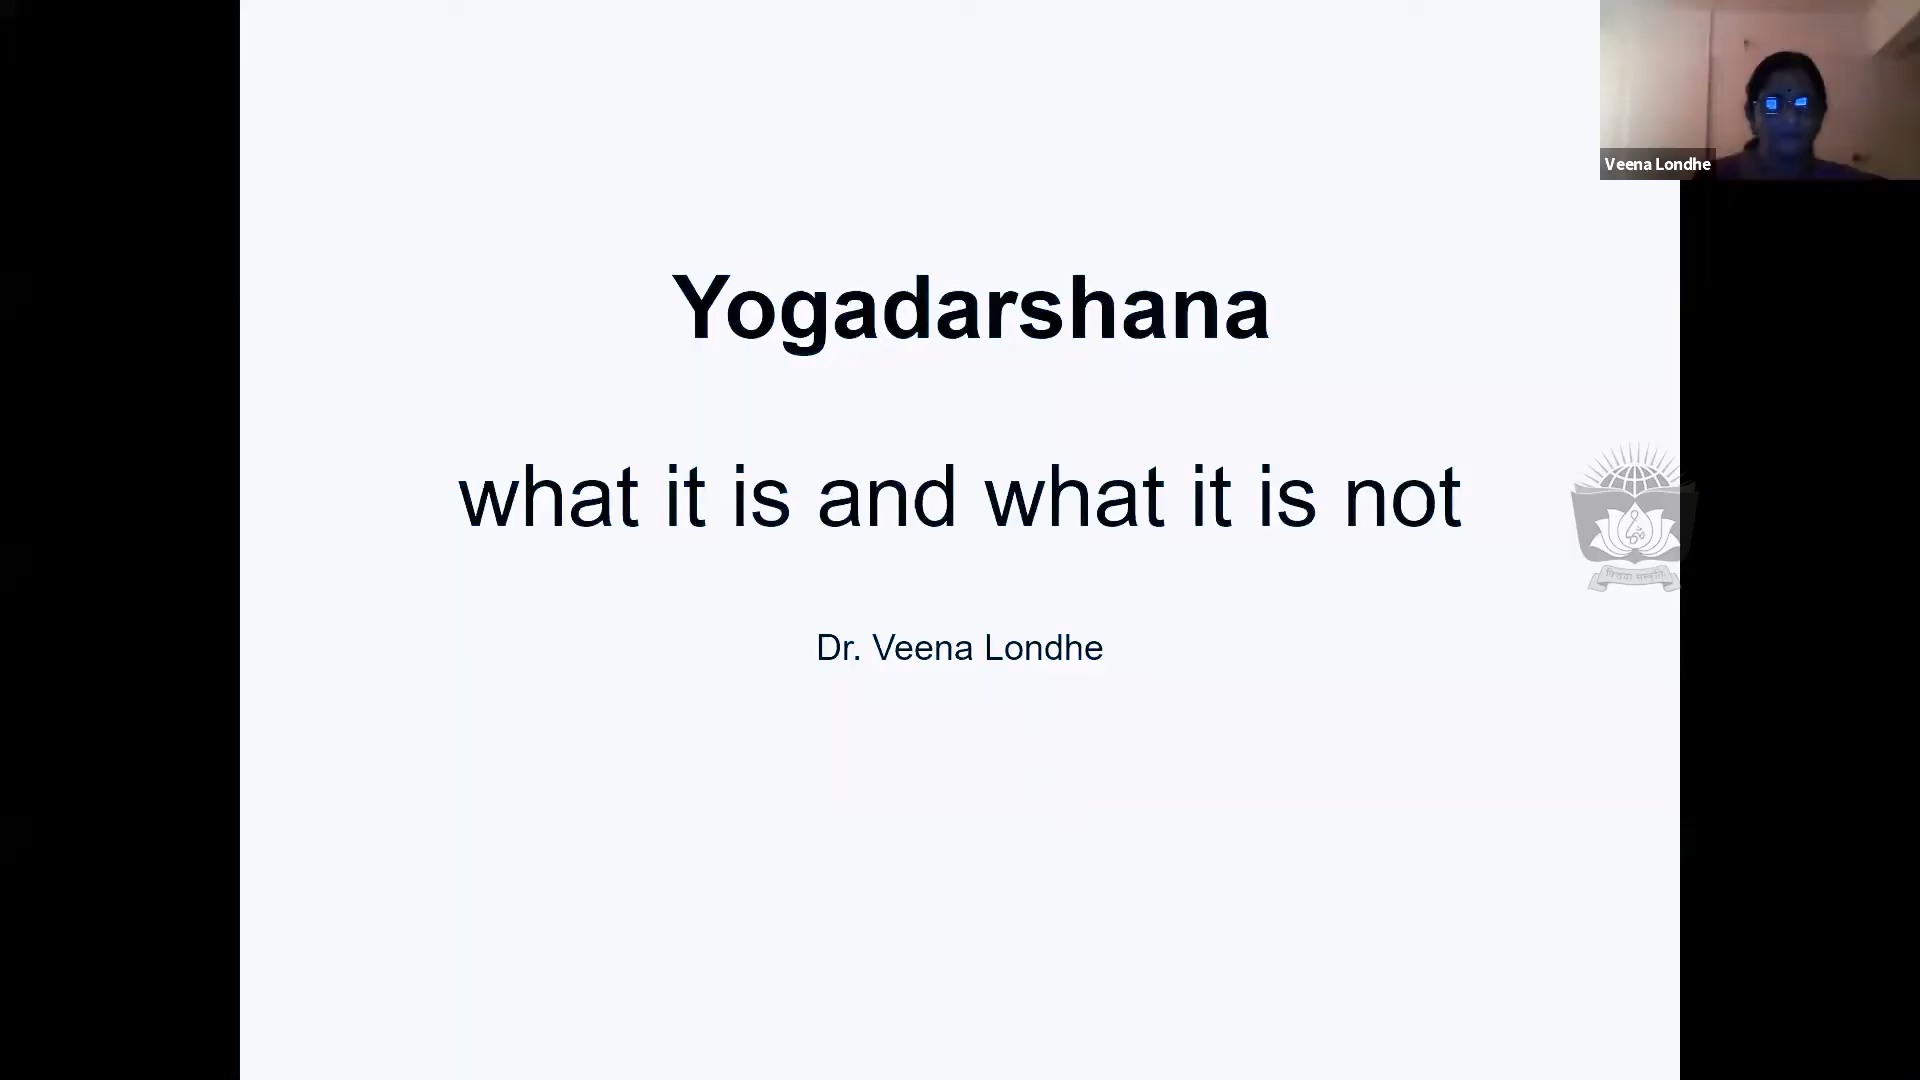 Veena Londhe
Yogadarshana
what it is and what it is not
Dr. Veena Londhe